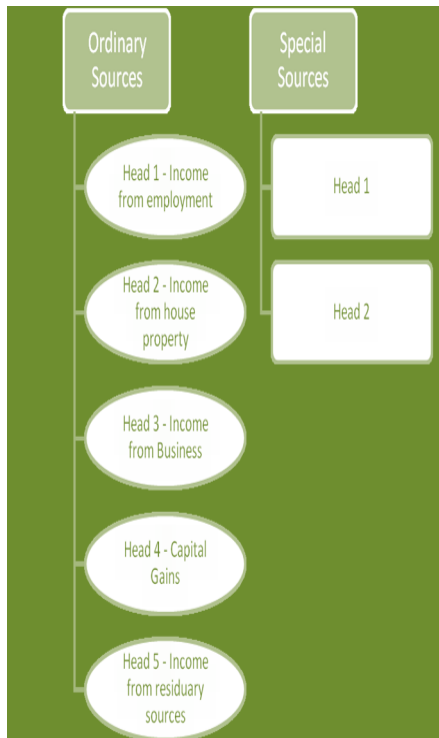 Ordinary
Sources
Head 1 - Income
from employment
Head 2 - Income
from house
property
Head 3 - Income
from Business
Head 4 - Capital
Gains
Head 5 - Income
from residuary
sources
Special
Sources
Head 1
Head 2